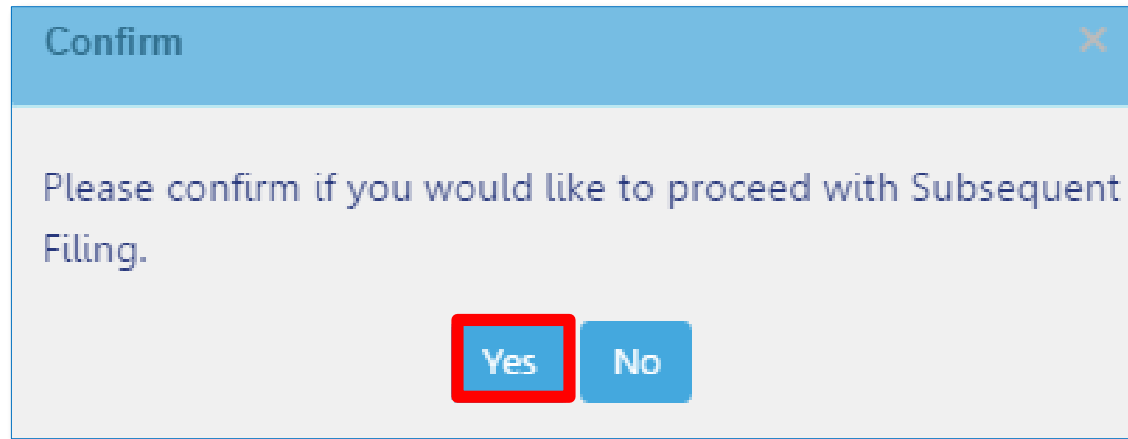 Confirm
Please confirm if you would like to proceed with Subsequent
Filing.
Yes No